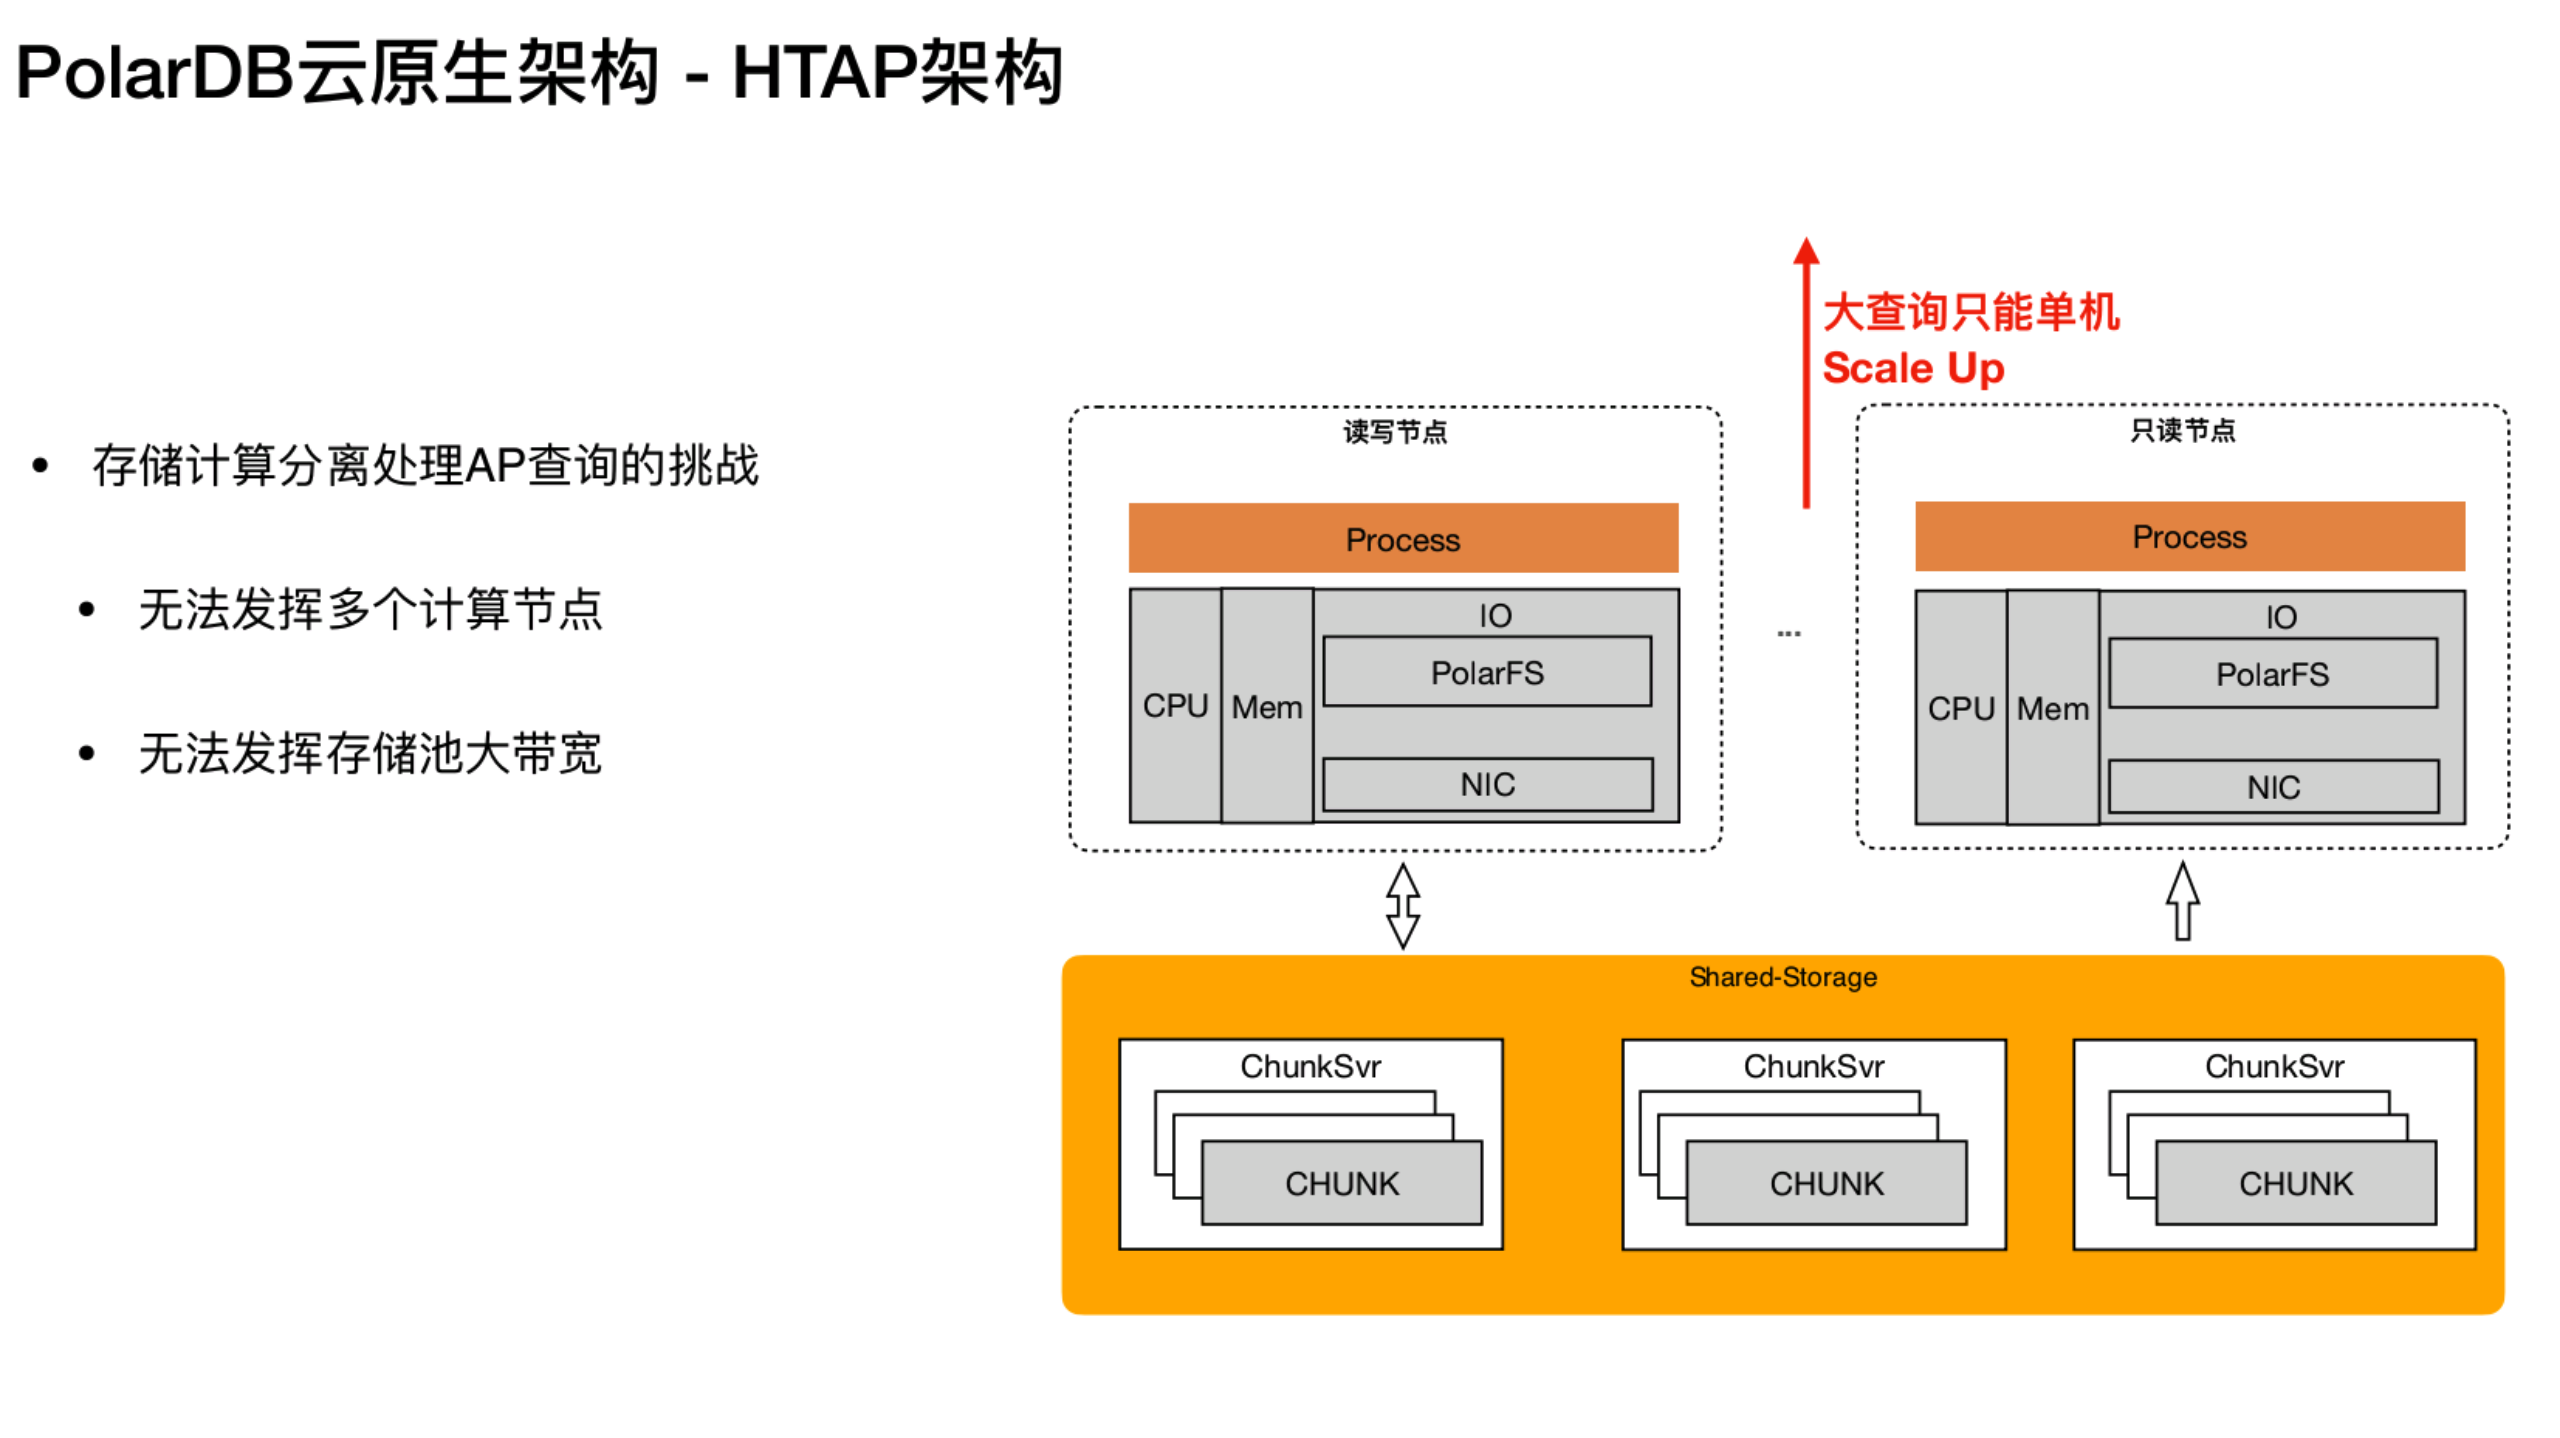 PolarDB云原生架构 - HTAP架构
存储计算分离处理AP查询的挑战
无法发挥多个计算节点
无法发挥存储池大带宽
大查询只能单机
Scale Up
读写节点
Process
CPU
Mem
IO
PolarFS
NIC
...
只读节点
Process
CPU
Mem
IO
PolarFS
NIC
Shared-Storage
ChunkSvr
CHUNK
ChunkSvr
CHUNK
ChunkSvr
CHUNK